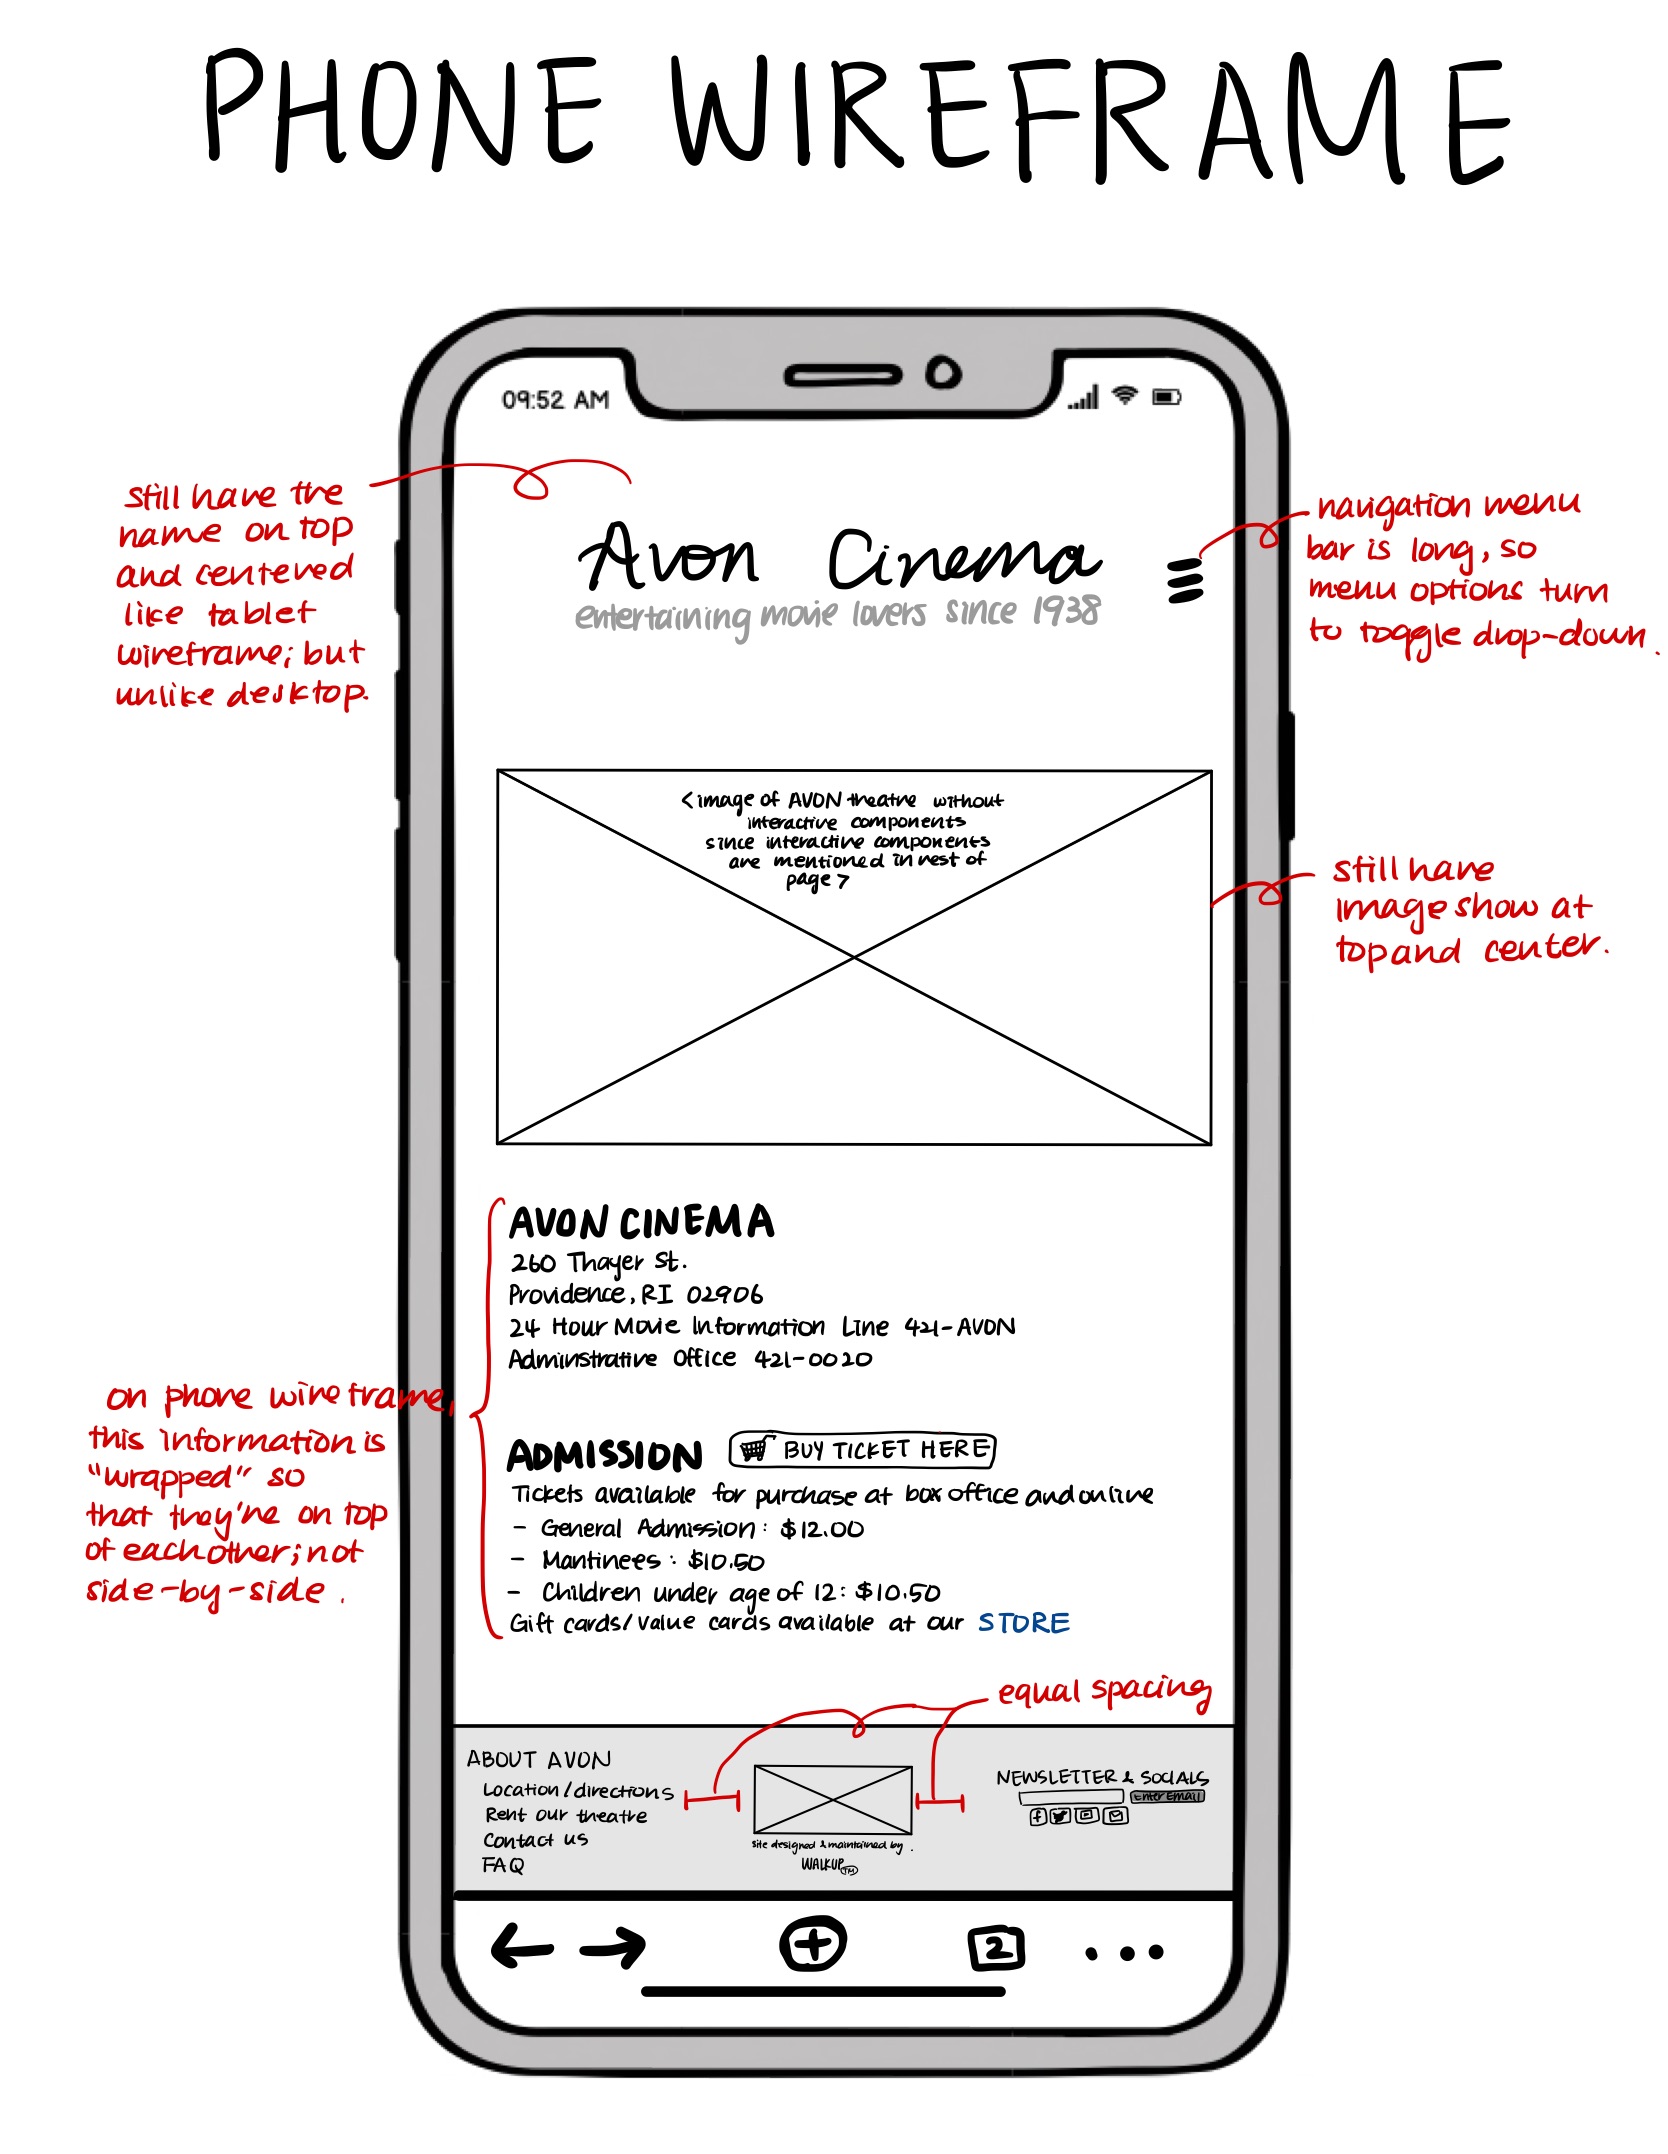 PHONE WIREFRAME
09:52 AM
still have the
name on top
and centered
like tablet
wireframe; but
unlike desktop.
Avon Cinema
entertaining movie lovers since 1938
navigation menu
bar is long, so
menu options turn
to toggle drop-down.
<image of AVON theatre without
interactive components
since interactive components
are mentioned in rest of
page>
still have
image show at
top and center.
AVON CINEMA
260 Thayer St.
Providence, RI 02906
24 Hour Movie Information Line 421-AVON
Adminstrative Office 421-0020
on phone wireframe,
this information is
"wrapped" so
that they're on top
of each other; not
side-by-side.
ADMISSION
BUY TICKET HERE
Tickets available for purchase at box office and online
- General Admission: $12.00
- Mantinees: $10.50
- Children under age of 12: $10.50
Gift cards/value cards available at our STORE
equal spacing
ABOUT AVON
Location/directions
Rent our theatre
Contact us
FAQ
site designed & maintained by.
WALKUP TM
NEWSLETTER & SOCIALS
Enter Email
f
2